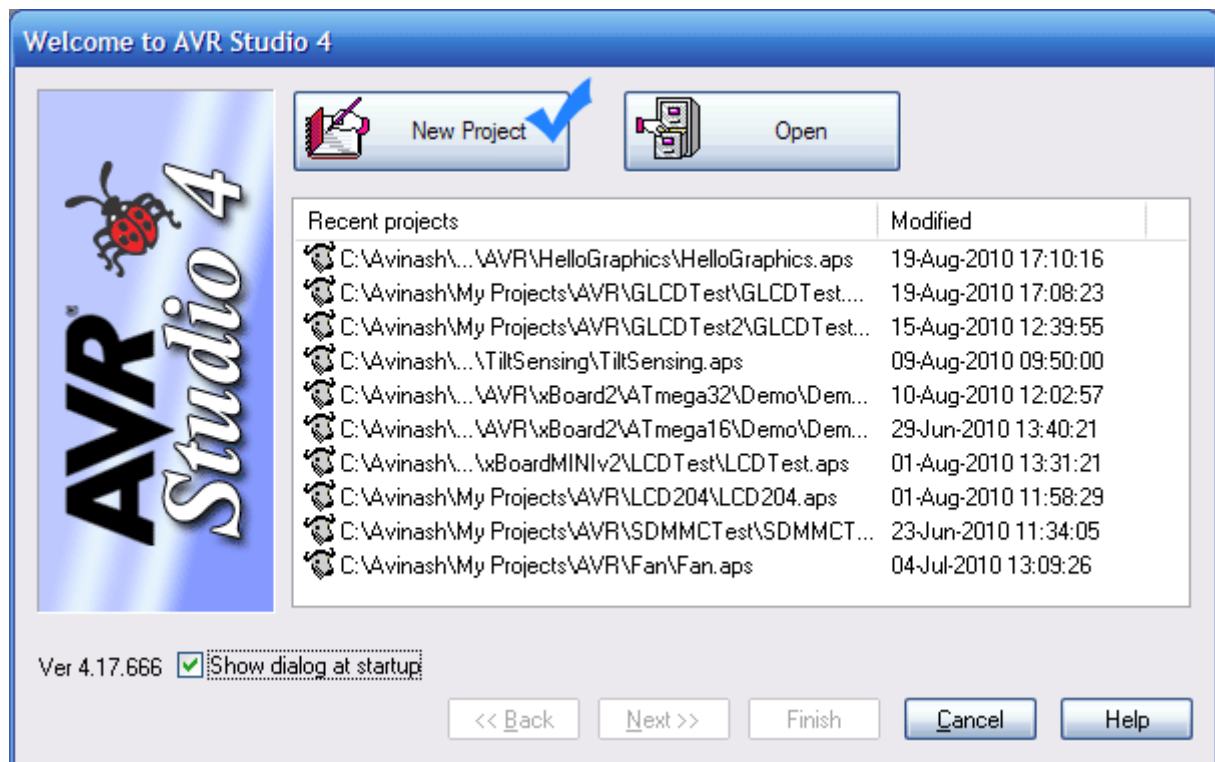 Welcome to AVR Studio 4
New Project
Open
AVR®
Studio 4
Recent projects Modified
C:\Avinash\...\AVR\HelloGraphics\HelloGraphics.aps 19-Aug-2010 17:10:16
C:\Avinash\My Projects\AVR\GLCDTest\GLCDTest.... 19-Aug-2010 17:08:23
C:\Avinash\My Projects\AVR\GLCDTest2\GLCDTest... 15-Aug-2010 12:39:55
C:\Avinash\...\TiltSensing\TiltSensing.aps 09-Aug-2010 09:50:00
C:\Avinash\...\AVR\xBoard2\ATmega32\Demo\Dem... 10-Aug-2010 12:02:57
C:\Avinash\...\AVR\xBoard2\ATmega16\Demo\Dem... 29-Jun-2010 13:40:21
C:\Avinash\...\xBoardMINIv2\LCDTest\LCDTest.aps 01-Aug-2010 13:31:21
C:\Avinash\My Projects\AVR\LCD204\LCD204.aps 01-Aug-2010 11:58:29
C:\Avinash\My Projects\AVR\SDMMCTest\SDMMCT... 23-Jun-2010 11:34:05
C:\Avinash\My Projects\AVR\Fan\Fan.aps 04-Jul-2010 13:09:26
Ver 4.17.666 Show dialog at startup
<< Back Next >> Finish Cancel Help